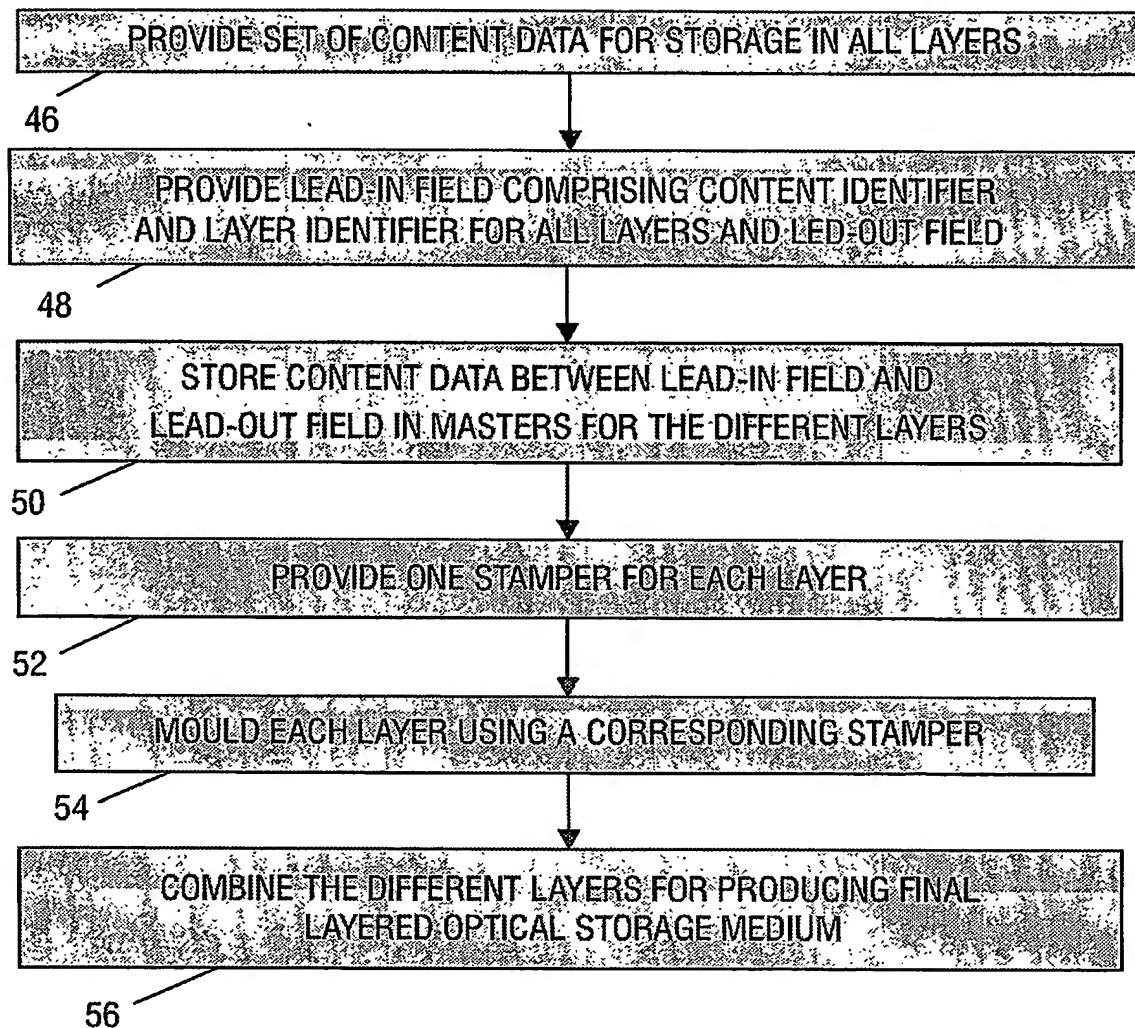 PROVIDE SET OF CONTENT DATA FOR STORAGE IN ALL LAYERS
46
PROVIDE LEAD-IN FIELD COMPRISING CONTENT IDENTIFIER
AND LAYER IDENTIFIER FOR ALL LAYERS AND LED-OUT FIELD
48
STORE CONTENT DATA BETWEEN LEAD-IN FIELD AND
LEAD-OUT FIELD IN MASTERS FOR THE DIFFERENT LAYERS
50
PROVIDE ONE STAMPER FOR EACH LAYER
52
MOULD EACH LAYER USING A CORRESPONDING STAMPER
54
COMBINE THE DIFFERENT LAYERS FOR PRODUCING FINAL
LAYERED OPTICAL STORAGE MEDIUM
56